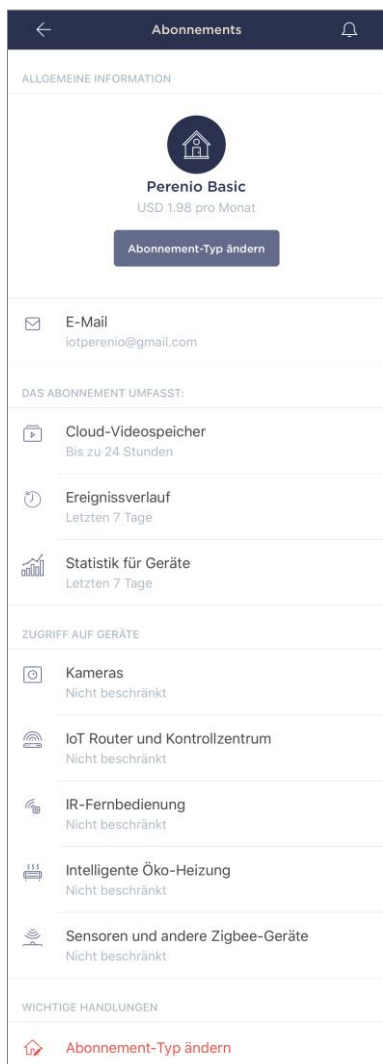 Abonnements
ALLGEMEINE INFORMATION
Perenio Basic
USD 1.98 pro Monat
Abonnement-Typ ändern
E-Mail
iotperenio@gmail.com
DAS ABONNEMENT UMFASST:
Cloud-Videospeicher
Bis zu 24 Stunden
Ereignissverlauf
Letzten 7 Tage
Statistik für Geräte
Letzten 7 Tage
ZUGRIFF AUF GERÄTE
Kameras
Nicht beschränkt
IoT Router und Kontrollzentrum
Nicht beschränkt
IR-Fernbedienung
Nicht beschränkt
Intelligente Öko-Heizung
Nicht beschränkt
Sensoren und andere Zigbee-Geräte
Nicht beschränkt
WICHTIGE HANDLUNGEN
Abonnement-Typ ändern